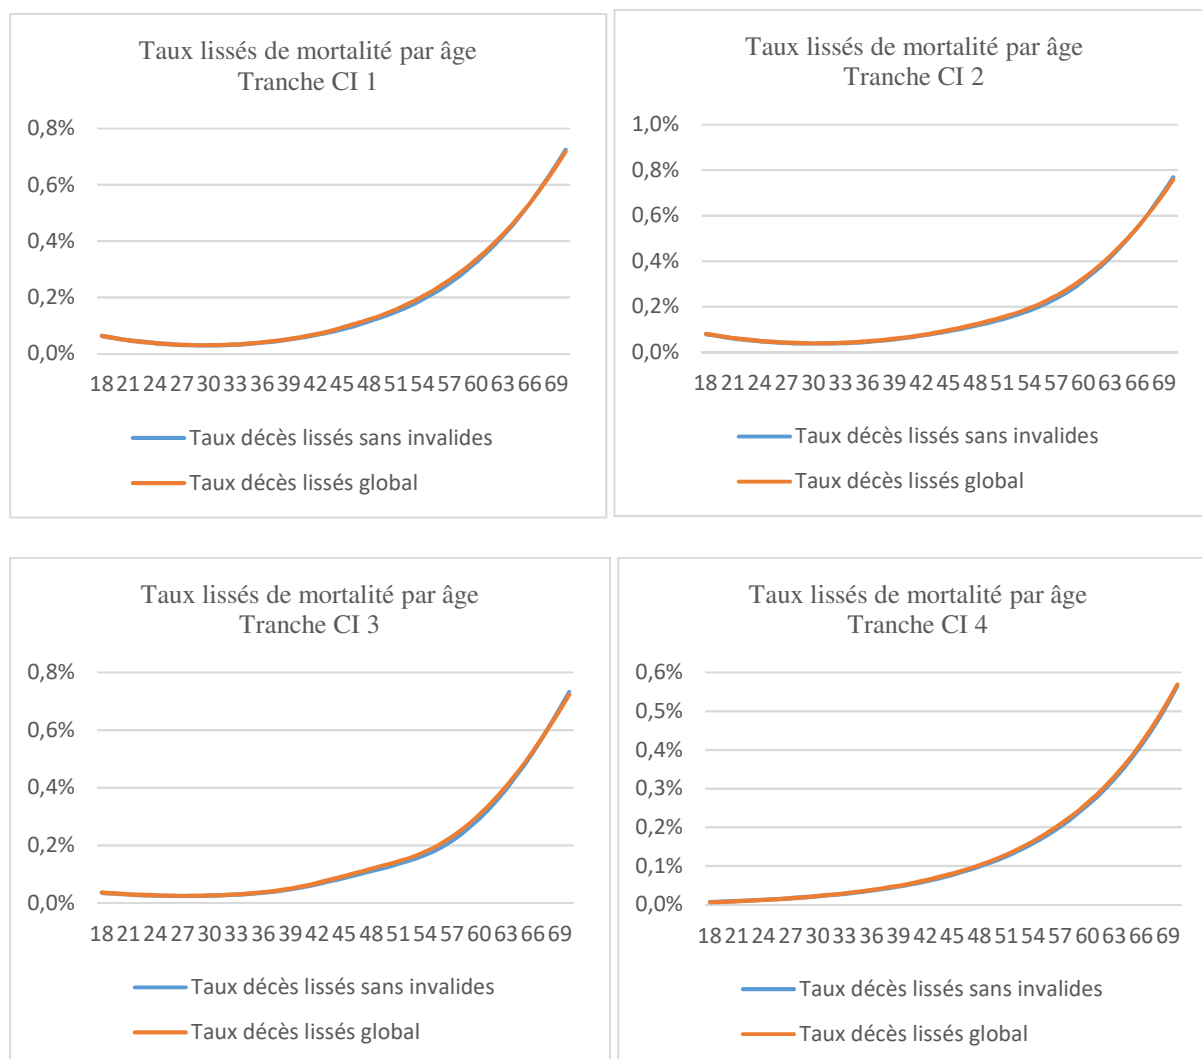 Taux lissés de mortalité par âge
Tranche CI 1
0,8%
0,6%
0,4%
0,2%
0,0%
18 21 24 27 30 33 36 39 42 45 48 51 54 57 60 63 66 69
Taux décès lissés sans invalides
Taux décès lissés global
Taux lissés de mortalité par âge
Tranche CI 2
1,0%
0,8%
0,6%
0,4%
0,2%
0,0%
18 21 24 27 30 33 36 39 42 45 48 51 54 57 60 63 66 69
Taux décès lissés sans invalides
Taux décès lissés global
Taux lissés de mortalité par âge
Tranche CI 3
0,8%
0,6%
0,4%
0,2%
0,0%
18 21 24 27 30 33 36 39 42 45 48 51 54 57 60 63 66 69
Taux décès lissés sans invalides
Taux décès lissés global
Taux lissés de mortalité par âge
Tranche CI 4
0,6%
0,5%
0,4%
0,3%
0,2%
0,1%
0,0%
18 21 24 27 30 33 36 39 42 45 48 51 54 57 60 63 66 69
Taux décès lissés sans invalides
Taux décès lissés global